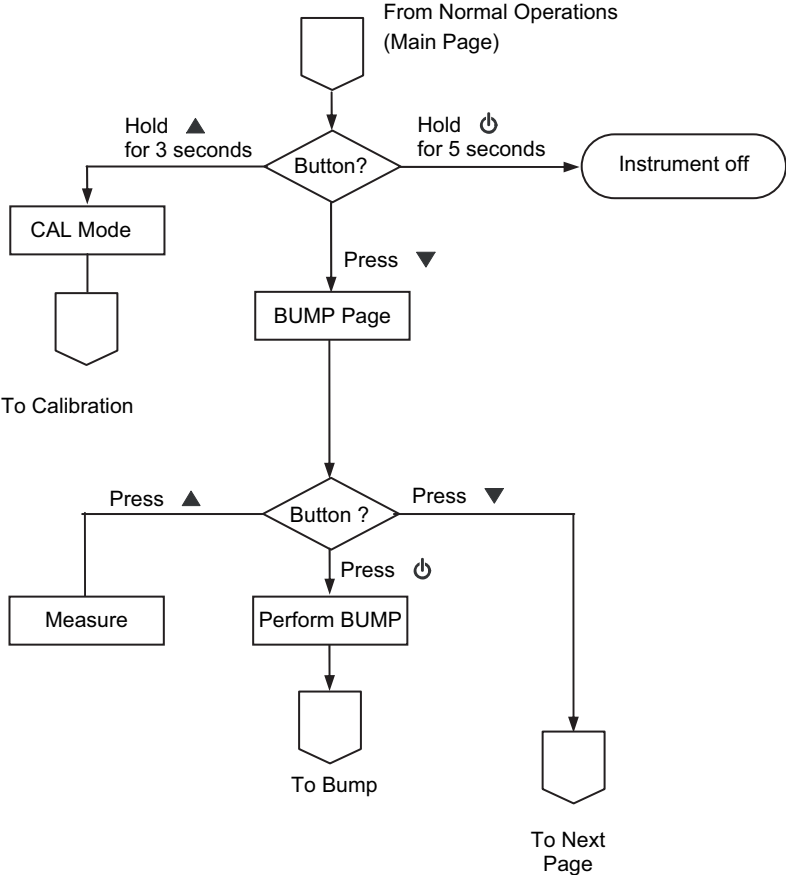 From Normal Operations
(Main Page)
Hold ▲
for 3 seconds
Button?
Hold ⏻
for 5 seconds
Instrument off
CAL Mode
Press ▼
BUMP Page
To Calibration
Press ▲
Button ?
Press ▼
Press ⏻
Measure
Perform BUMP
To Bump
To Next
Page